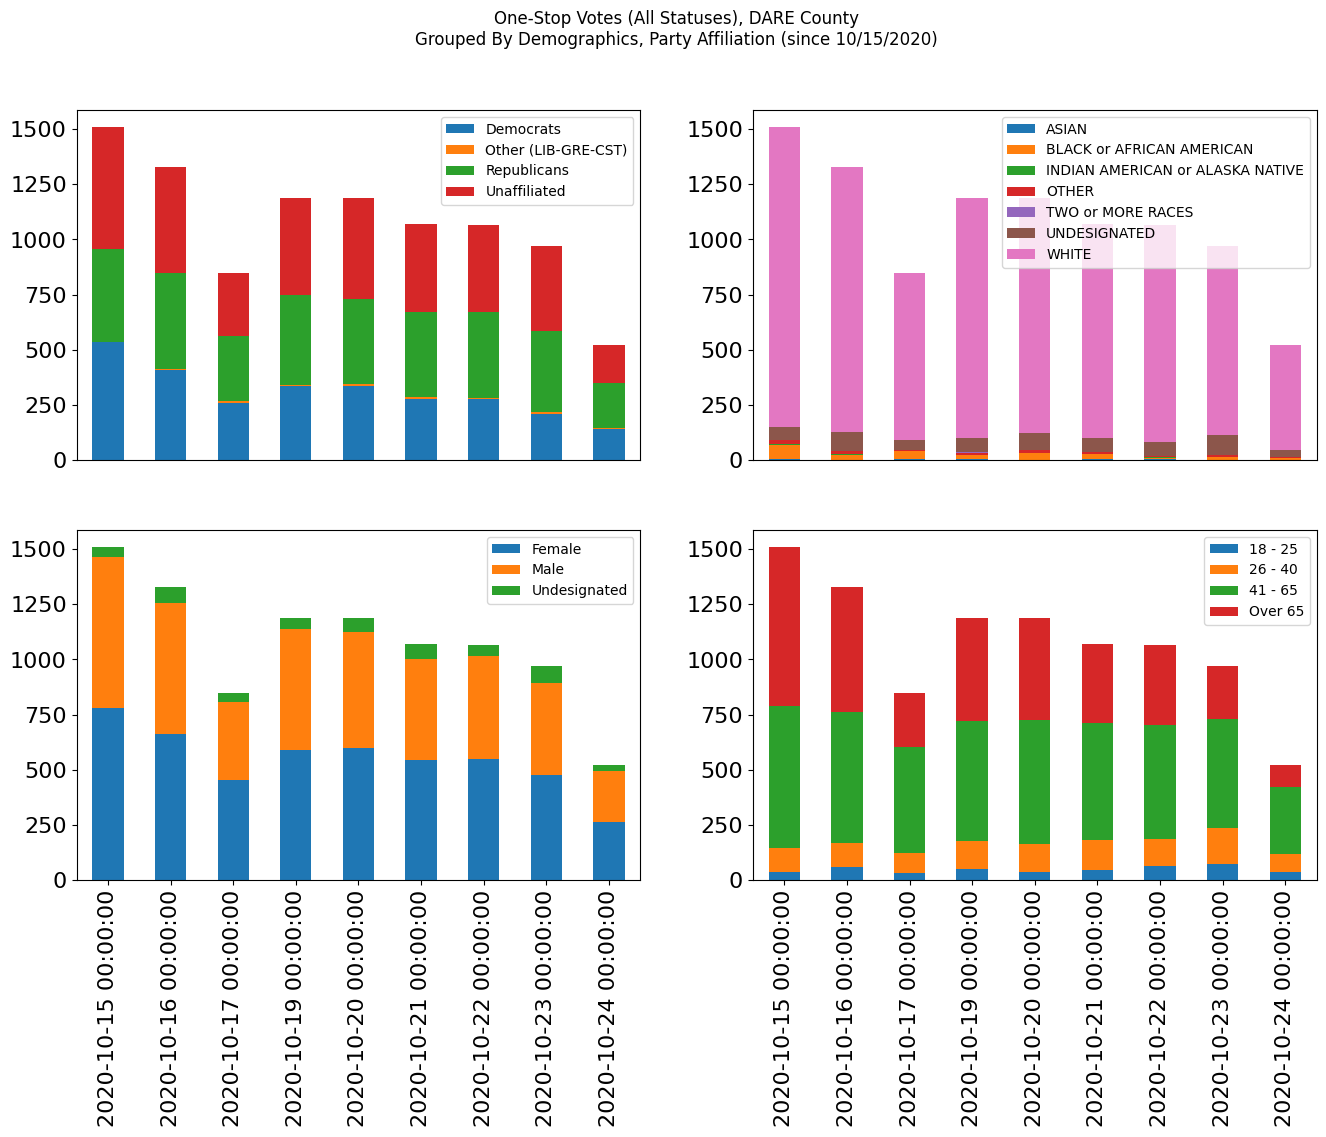 One-Stop Votes (All Statuses), DARE County
Grouped By Demographics, Party Affiliation (since 10/15/2020)
1500
1250
1000
750
500
250
0
Democrats
Other (LIB-GRE-CST)
Republicans
Unaffiliated
1500
1250
1000
750
500
250
0
ASIAN
BLACK or AFRICAN AMERICAN
INDIAN AMERICAN or ALASKA NATIVE
OTHER
TWO or MORE RACES
UNDESIGNATED
WHITE
1500
1250
1000
750
500
250
0
Female
Male
Undesignated
2020-10-15 00:00:00
2020-10-16 00:00:00
2020-10-17 00:00:00
2020-10-19 00:00:00
2020-10-20 00:00:00
2020-10-21 00:00:00
2020-10-22 00:00:00
2020-10-23 00:00:00
2020-10-24 00:00:00
1500
1250
1000
750
500
250
0
18 - 25
26 - 40
41 - 65
Over 65
2020-10-15 00:00:00
2020-10-16 00:00:00
2020-10-17 00:00:00
2020-10-19 00:00:00
2020-10-20 00:00:00
2020-10-21 00:00:00
2020-10-22 00:00:00
2020-10-23 00:00:00
2020-10-24 00:00:00